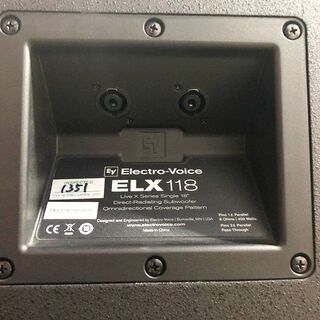 EV
EV Electro-Voice
ELX118
Live X Series Single 18"
Direct-Radiating Subwoofer
Omnidirectional Coverage Pattern
1351
Designed and Engineered by Electro-Voice | Burnsville, MN | USA
www.electrovoice.com
Made in China
Pins 1± Parallel
8 Ohms | 400 Watts
Pins 2± Parallel
Pass Through